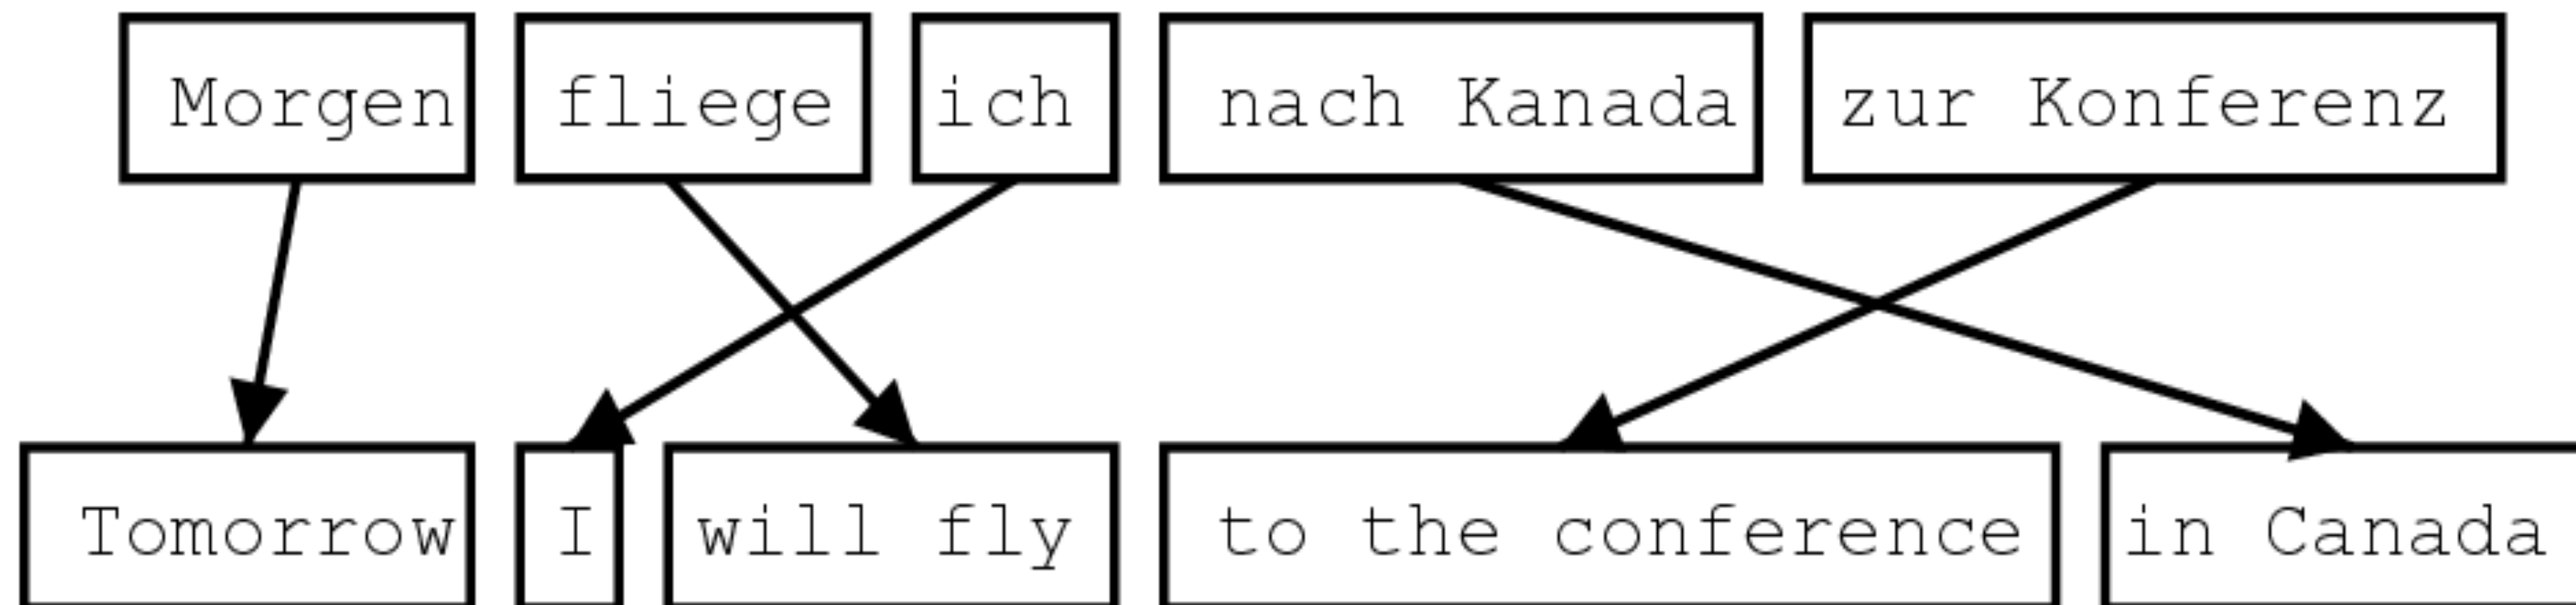 Morgen fliege ich nach Kanada zur Konferenz
Tomorrow I will fly to the conference in Canada